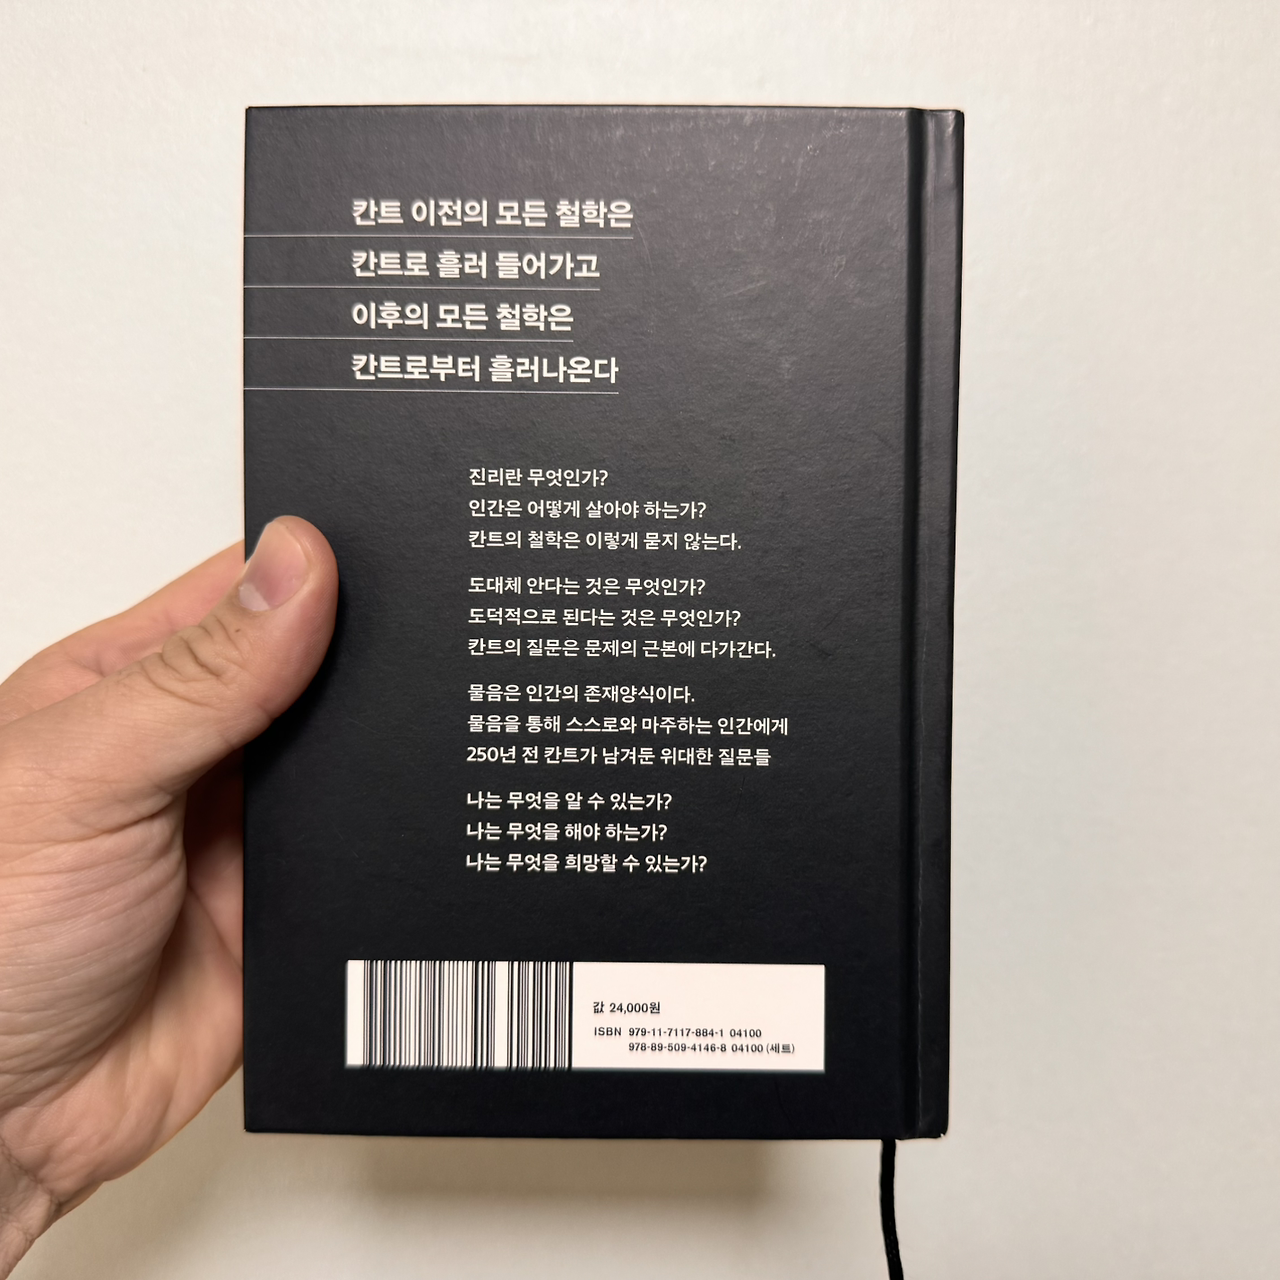 칸트 이전의 모든 철학은
칸트로 흘러 들어가고
이후의 모든 철학은
칸트로부터 흘러나온다
진리란 무엇인가?
인간은 어떻게 살아야 하는가?
칸트의 철학은 이렇게 묻지 않는다.
도대체 안다는 것은 무엇인가?
도덕적으로 된다는 것은 무엇인가?
칸트의 질문은 문제의 근본에 다가간다.
물음은 인간의 존재양식이다.
물음을 통해 스스로와 마주하는 인간에게
250년 전 칸트가 남겨둔 위대한 질문들
나는 무엇을 알 수 있는가?
나는 무엇을 해야 하는가?
나는 무엇을 희망할 수 있는가?
값 24,000원
ISBN 979-11-7117-884-1 04100
978-89-509-4146-8 04100 (세트)